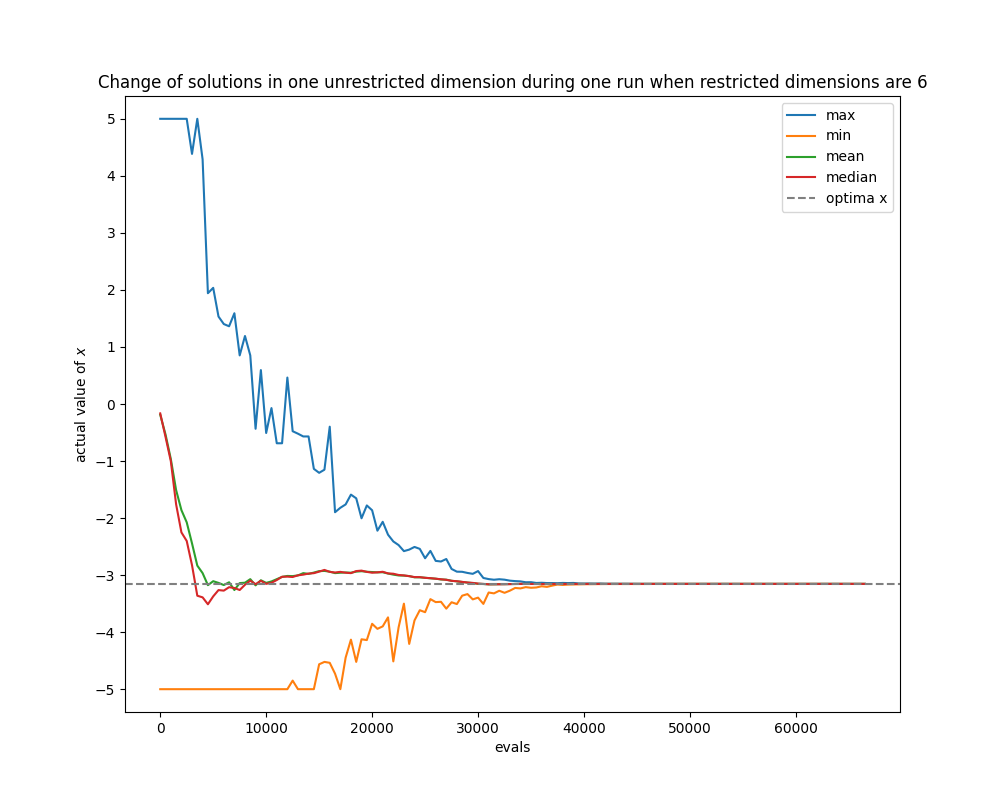 Change of solutions in one unrestricted dimension during one run when restricted dimensions are 6
max
min
mean
median
optima x
5
4
3
2
1
0
−1
−2
−3
−4
−5
actual value of x
0 10000 20000 30000 40000 50000 60000
evals